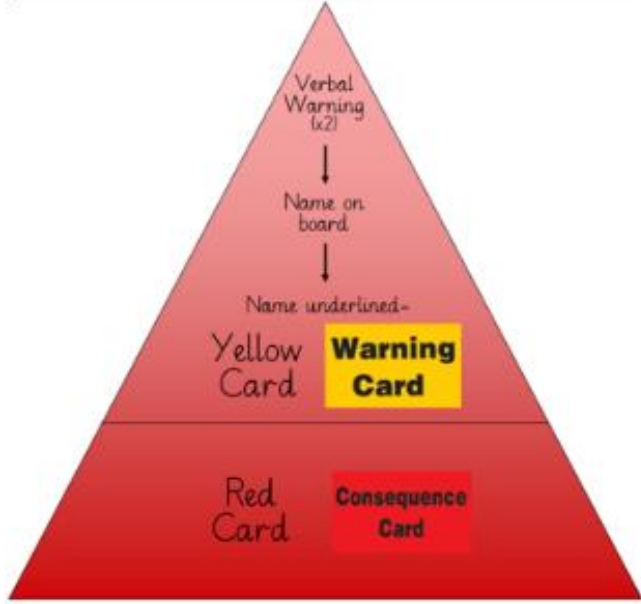 Verbal
Warning
(x2)
Name on
board
Name underlined-
Yellow
Card
Warning
Card
Red
Card
Consequence
Card